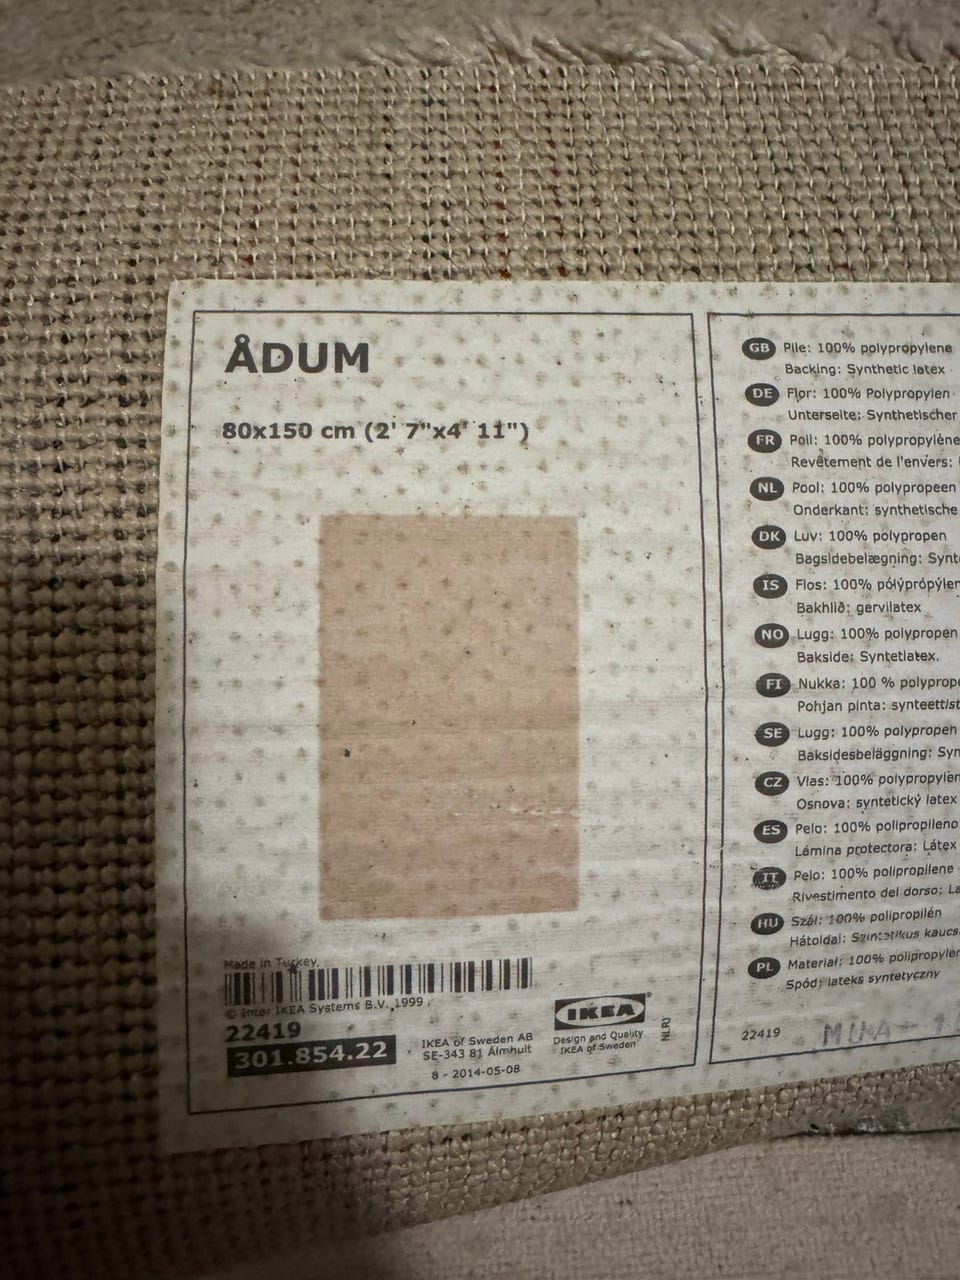 ÅDUM
80x150 cm (2' 7"x4' 11")
Made in Turkey.
© Inter IKEA Systems B.V. 1999
22419
301.854.22
IKEA of Sweden AB
SE-343 81 Älmhult
8 - 2014-05-08
IKEA
Design and Quality
IKEA of Sweden
NLRJ
GB Pile: 100% polypropylene
Backing: Synthetic latex
DE Flor: 100% Polypropylen
Unterseite: Synthetischer
FR Poil: 100% polypropylène
Revêtement de l'envers:
NL Pool: 100% polypropeen
Onderkant: synthetische
DK Luv: 100% polypropen
Bagsidebelægning:
IS Flos: 100% pólýprópýlen
Bakhlið: gervilatex
NO Lugg: 100% polypropen
Bakside: Syntetlatex.
FI Nukka: 100 %
Pohjan pinta:
SE Lugg: 100% polypropen
Baksidesbeläggning:
CZ Vlas: 100% polypropylen
Osnova: syntetický latex
ES Pelo: 100% polipropileno
Lámina protectora: Látex
IT Pelo: 100% polipropilene
Rivestimento del dorso:
HU Szál: 100% polipropilén
Hátoldal: Szintetikus
PL Materiał: 100%
Spód: lateks syntetyczny
22419